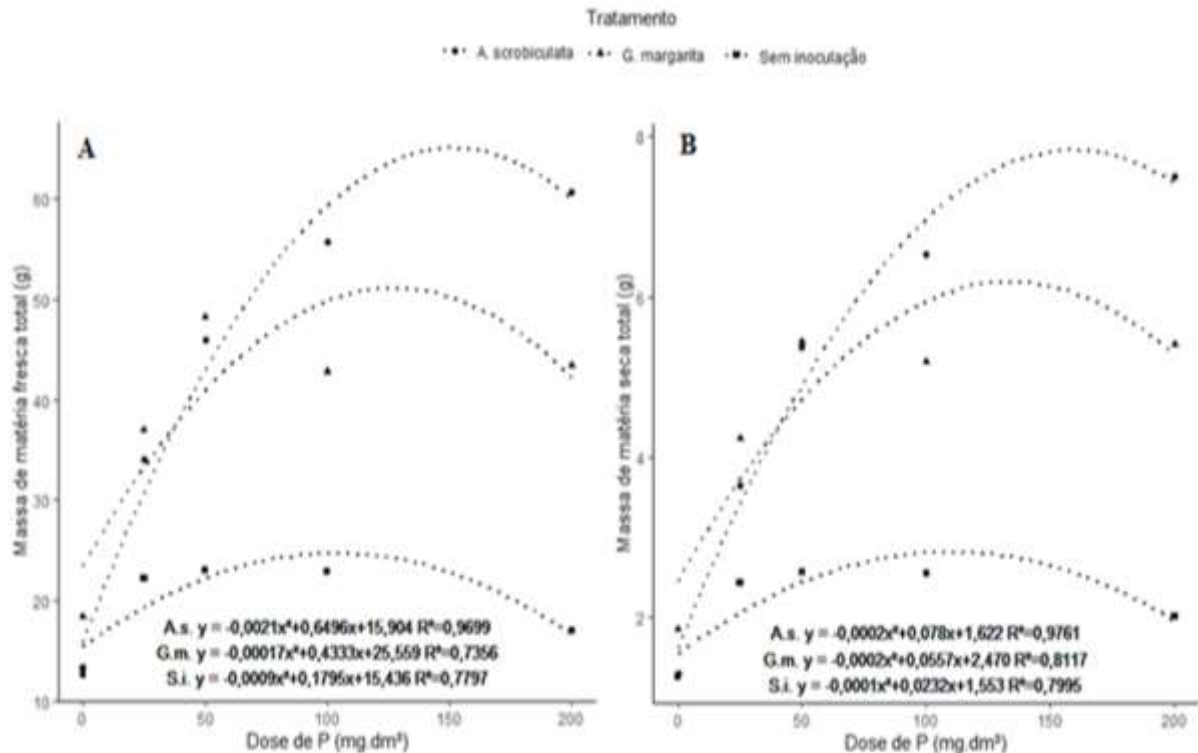 Tratamento
A. scrobiculata G. margarita Sem inoculação
A
Massa de matéria fresca total (g)
60
50
40
30
20
10
A.s. y = -0,0021x²+0,6496x+15,904 R²=0,9699
G.m. y = -0,00017x²+0,4333x+25,559 R²=0,7356
S.i. y = -0,0009x²+0,1795x+15,436 R²=0,7797
0 50 100 150 200
Dose de P (mg.dm³)
B
Massa de matéria seca total (g)
8
6
4
2
A.s. y = -0,0002x²+0,078x+1,622 R²=0,9761
G.m. y = -0,0002x²+0,0557x+2,470 R²=0,8117
S.i. y = -0,0001x²+0,0232x+1,553 R²=0,7995
0 50 100 150 200
Dose de P (mg.dm³)